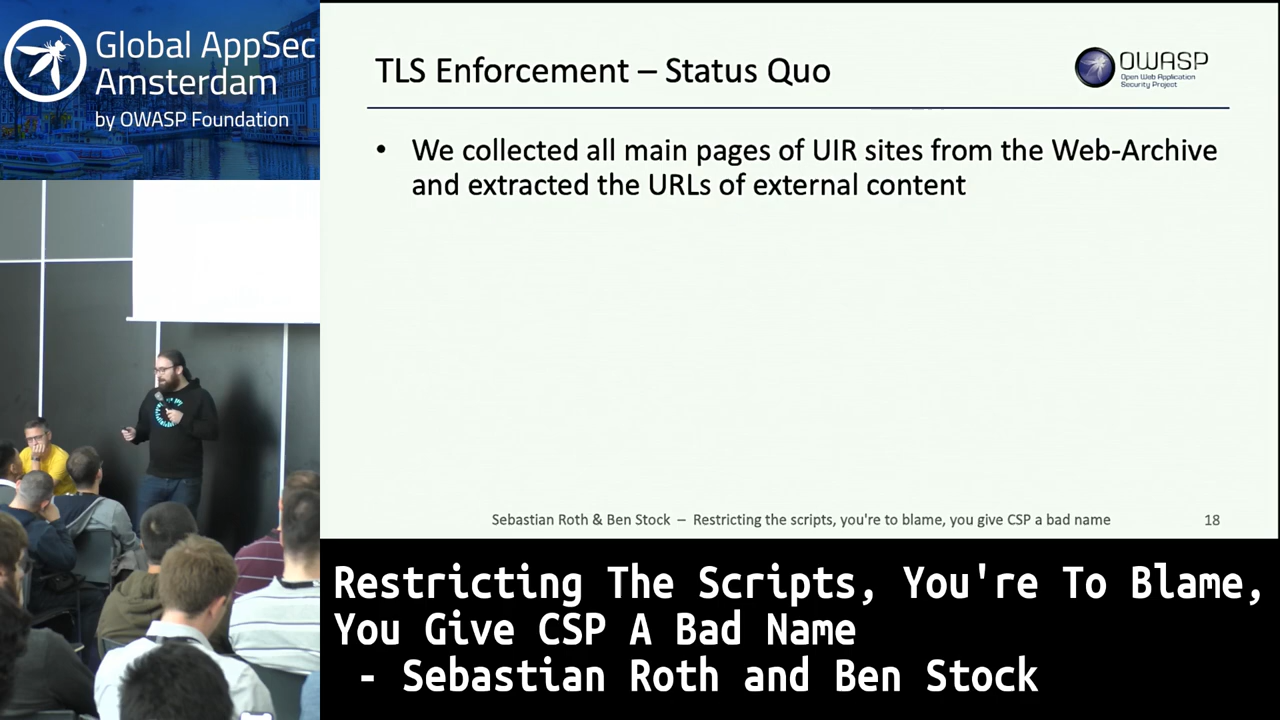 Global AppSec
Amsterdam
by OWASP Foundation
TLS Enforcement – Status Quo
OWASP
Open Web Application
Security Project
• We collected all main pages of UIR sites from the Web-Archive
and extracted the URLs of external content
Sebastian Roth & Ben Stock – Restricting the scripts, you're to blame, you give CSP a bad name
18
Restricting The Scripts, You're To Blame,
You Give CSP A Bad Name
- Sebastian Roth and Ben Stock